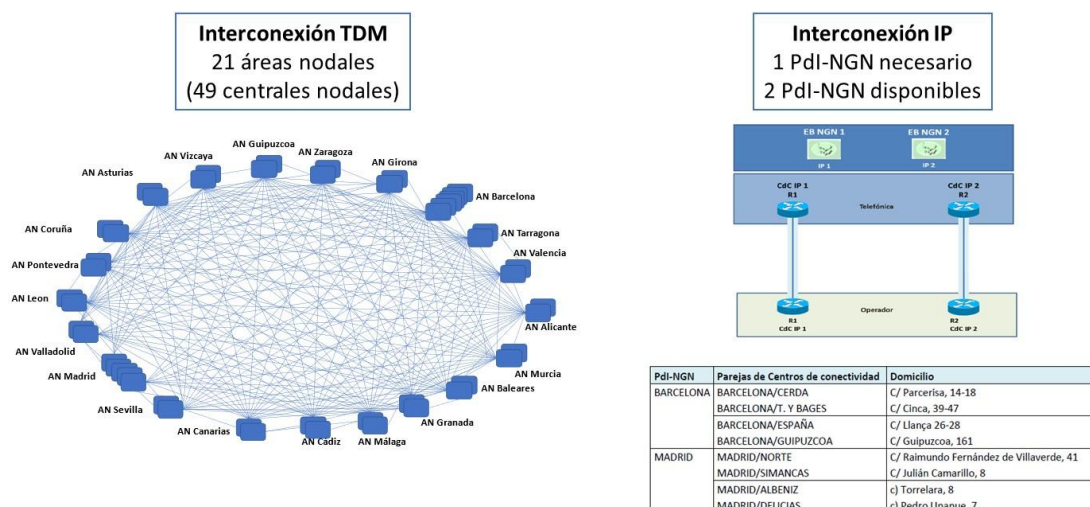 Interconexión TDM
21 áreas nodales
(49 centrales nodales)
AN Guipuzcoa
AN Zaragoza
AN Vizcaya
AN Girona
AN Asturias
AN Barcelona
AN Coruña
AN Tarragona
AN Valencia
AN Pontevedra
AN Leon
AN Alicante
AN Valladolid
AN Murcia
AN Madrid
AN Baleares
AN Sevilla
AN Granada
AN Canarias
AN Cádiz
AN Málaga
Interconexión IP
1 PdI-NGN necesario
2 PdI-NGN disponibles
EB NGN 1 EB NGN 2
IP 1 IP 2
CdC IP 1 CdC IP 2
R1 R2
Telefónica
Operador
R1 R2
CdC IP 1 CdC IP 2
PdI-NGN Parejas de Centros de conectividad Domicilio
BARCELONA BARCELONA/CERDA C/ Parcerisa, 14-18
BARCELONA/T. Y BAGES C/ Cinca, 39-47
BARCELONA/ESPAÑA C/ Llança 26-28
BARCELONA/GUIPUZCOA C/ Guipuzcoa, 161
MADRID MADRID/NORTE C/ Raimundo Fernández de Villaverde, 41
MADRID/SIMANCAS C/ Julián Camarillo, 8
MADRID/ALBENIZ c) Torrelara, 8
MADRID/DELICIAS c) Pedro Unanue, 7